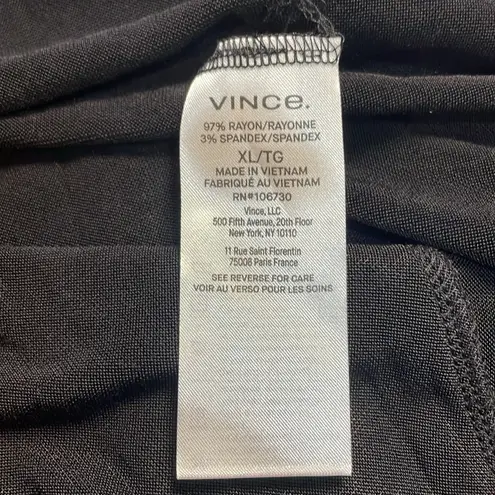 VINCE.
97% RAYON/RAYONNE
3% SPANDEX/SPANDEX
XL/TG
MADE IN VIETNAM
FABRIQUÉ AU VIETNAM
RN#106730
Vince, LLC
500 Fifth Avenue, 20th Floor
New York, NY 10110
11 Rue Saint Florentin
75008 Paris France
SEE REVERSE FOR CARE
VOIR AU VERSO POUR LES SOINS